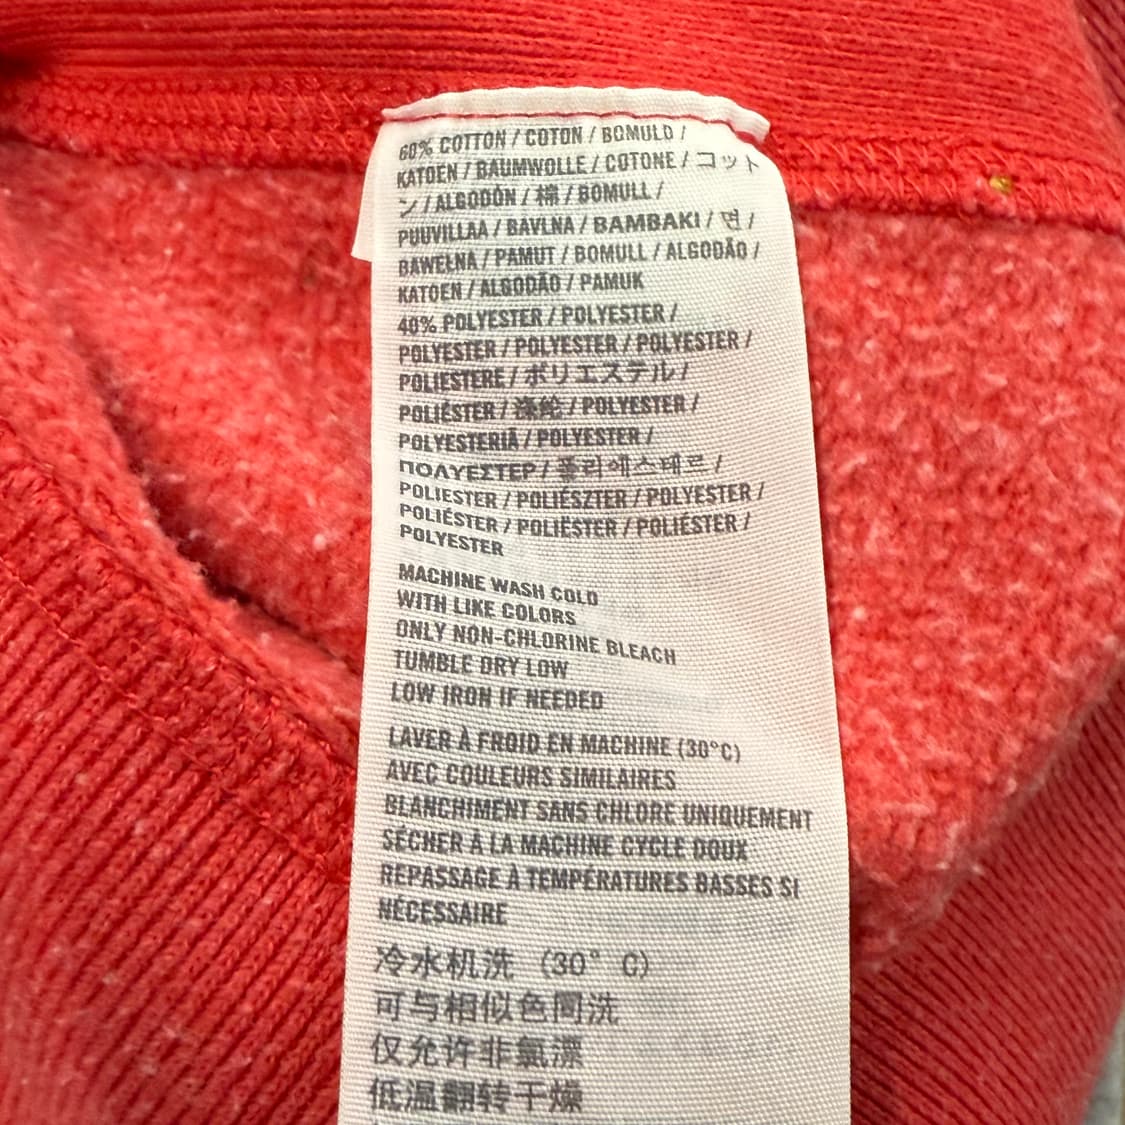 60% COTTON / COTON / BOMULD /
KATOEN / BAUMWOLLE / COTONE / コット
ン / ALGODÓN / 棉 / BOMULL /
PUUVILLAA / BAVLNA / BAMBAKI / 면 /
BAWEŁNA / PAMUT / BOMULL / ALGODÃO /
KATOEN / ALGODÃO / PAMUK
40% POLYESTER / POLYESTER /
POLYESTER / POLYESTER / POLYESTER /
POLIESTERE / ポリエステル /
POLIÉSTER / 涤纶 / POLYESTER /
POLYESTERIÄ / POLYESTER /
ΠΟΛΥΕΣΤΕΡ / 폴리에스테르 /
POLIESTER / POLIÉSZTER / POLYESTER /
POLIÉSTER / POLIËSTER / POLIÉSTER /
POLYESTER
MACHINE WASH COLD
WITH LIKE COLORS
ONLY NON-CHLORINE BLEACH
TUMBLE DRY LOW
LOW IRON IF NEEDED
LAVER À FROID EN MACHINE (30°C)
AVEC COULEURS SIMILAIRES
BLANCHIMENT SANS CHLORE UNIQUEMENT
SÉCHER À LA MACHINE CYCLE DOUX
REPASSAGE À TEMPÉRATURES BASSES SI
NÉCESSAIRE
冷水机洗 (30° C)
可与相似色同洗
仅允许非氯漂
低温翻转干燥